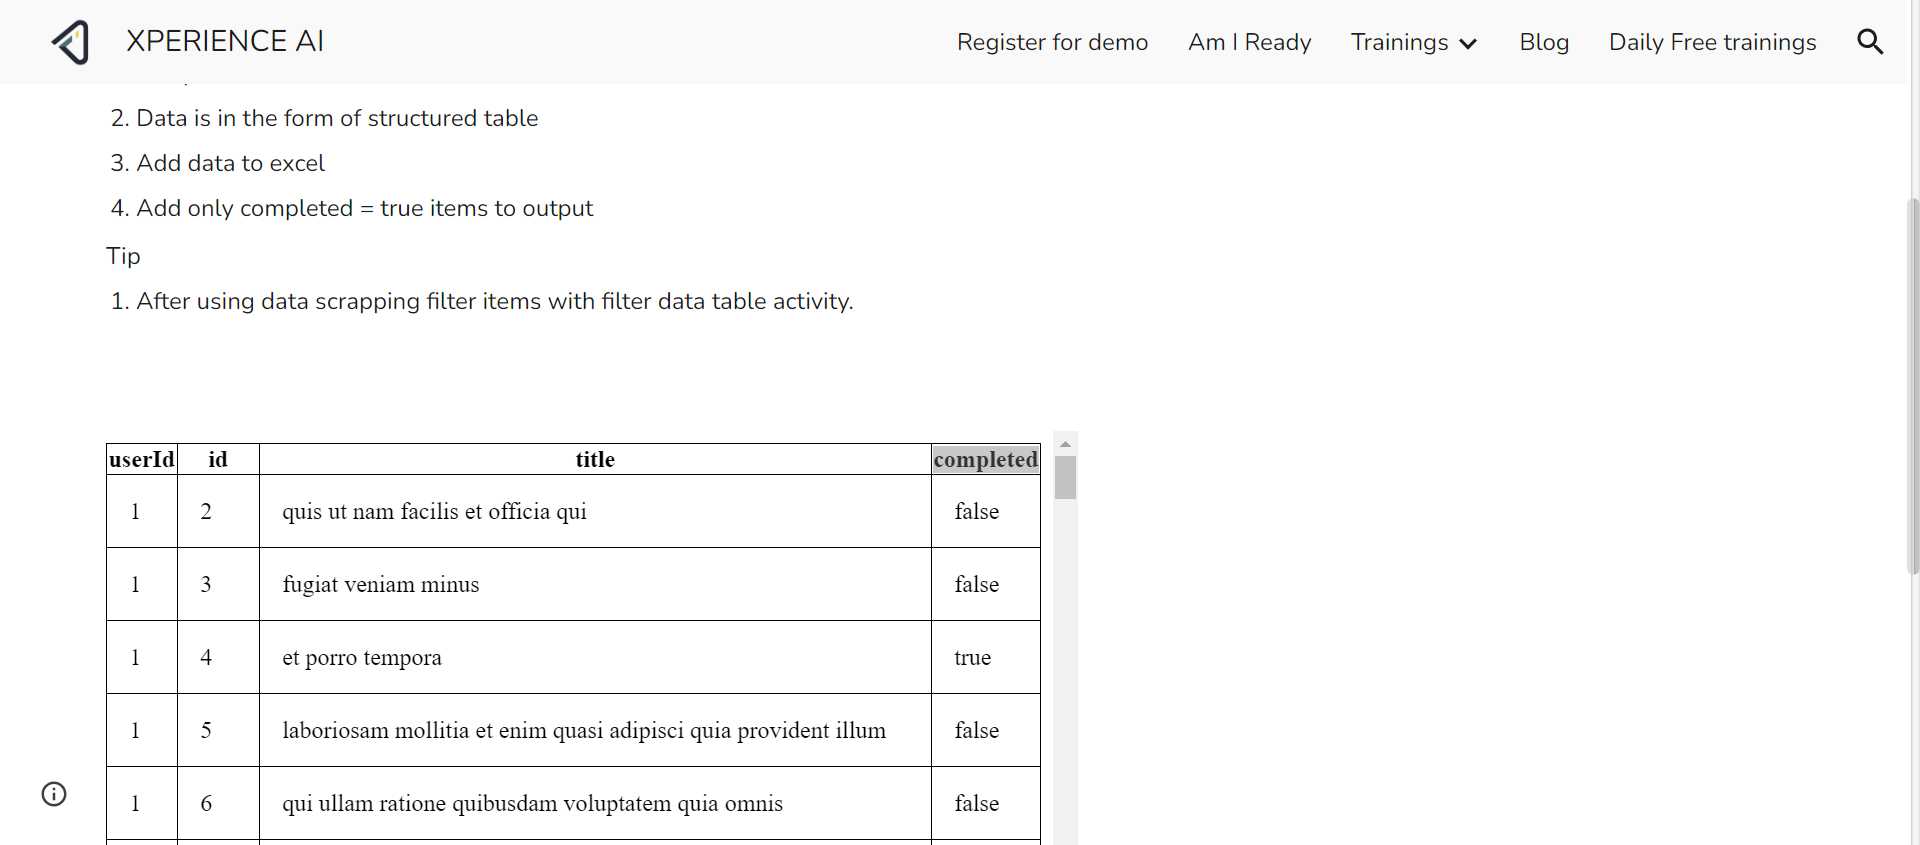 XPERIENCE AI
Register for demo
Am I Ready
Trainings
Blog
Daily Free trainings
2. Data is in the form of structured table
3. Add data to excel
4. Add only completed = true items to output
Tip
1. After using data scrapping filter items with filter data table activity.
userId id title completed
1 2 quis ut nam facilis et officia qui false
1 3 fugiat veniam minus false
1 4 et porro tempora true
1 5 laboriosam mollitia et enim quasi adipisci quia provident illum false
1 6 qui ullam ratione quibusdam voluptatem quia omnis false